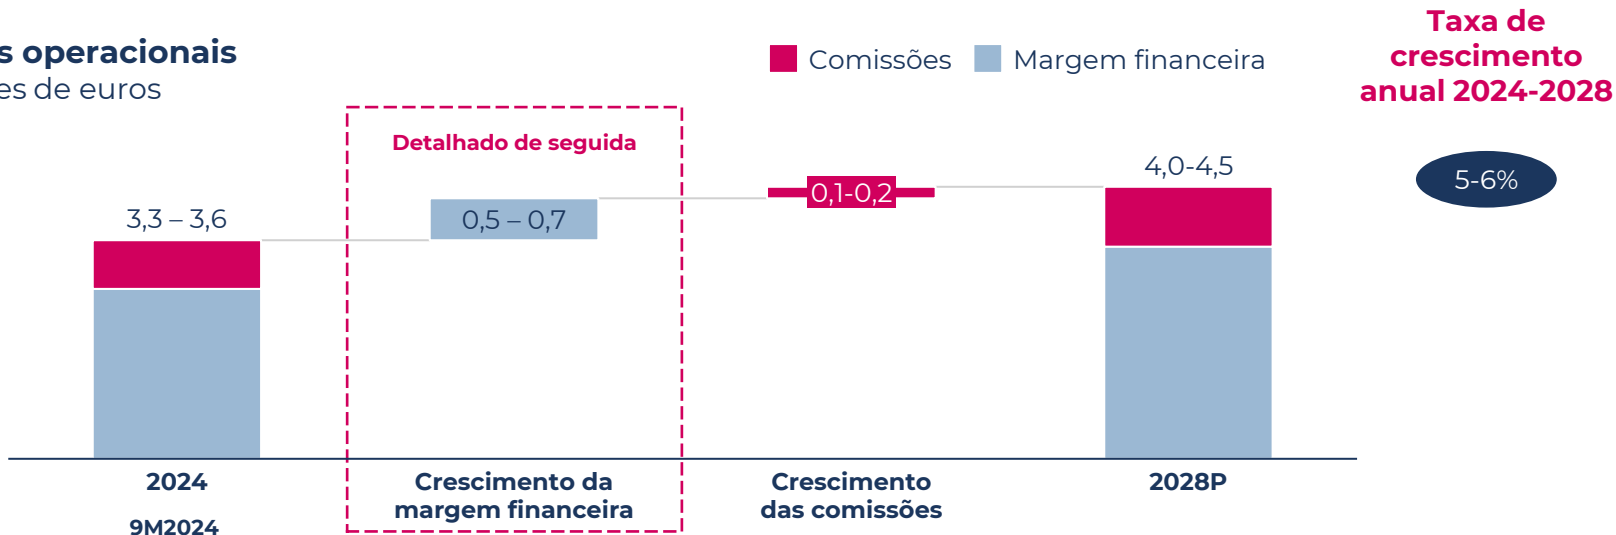 s operacionais
es de euros
Comissões
Margem financeira
Taxa de
crescimento
anual 2024-2028
Detalhado de seguida
3,3 – 3,6
0,5 – 0,7
0,1-0,2
4,0-4,5
5-6%
2024
Crescimento da
margem financeira
Crescimento
das comissões
2028P
9M2024